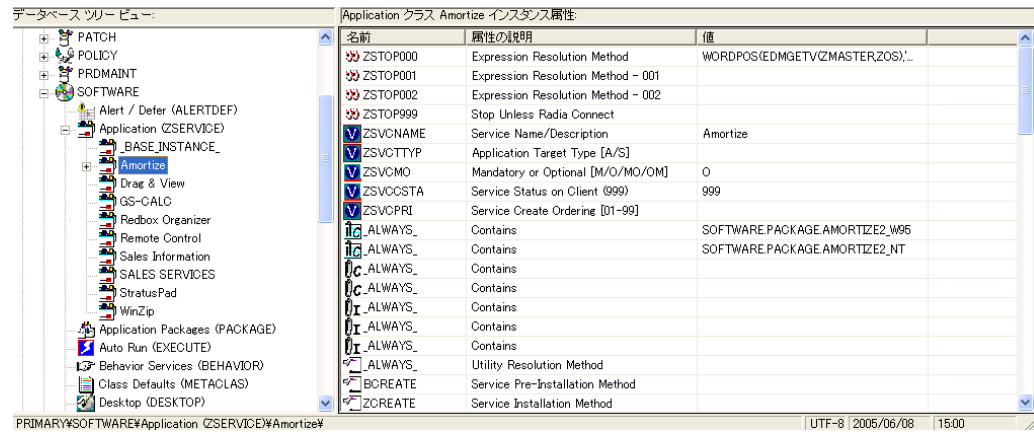 データベース ツリー ビュー:
PATCH
POLICY
PRDMAINT
SOFTWARE
Alert / Defer (ALERTDEF)
Application (ZSERVICE)
_BASE_INSTANCE_
Amortize
Drag & View
GS-CALC
Redbox Organizer
Remote Control
Sales Information
SALES SERVICES
StratusPad
WinZip
Application Packages (PACKAGE)
Auto Run (EXECUTE)
Behavior Services (BEHAVIOR)
Class Defaults (METACLAS)
Desktop (DESKTOP)
Application クラス Amortize インスタンス属性:
名前 属性の説明 値
ZSTOP000 Expression Resolution Method WORDPOS(EDMGETV(ZMASTER,ZOS),'...
ZSTOP001 Expression Resolution Method - 001
ZSTOP002 Expression Resolution Method - 002
ZSTOP999 Stop Unless Radia Connect
V ZSVCNAME Service Name/Description Amortize
V ZSVCTTYP Application Target Type [A/S]
V ZSVCMO Mandatory or Optional [M/O/MO/OM] O
V ZSVCCSTA Service Status on Client (999) 999
V ZSVCPRI Service Create Ordering [01-99]
_ALWAYS_ Contains SOFTWARE.PACKAGE.AMORTIZE2_W95
_ALWAYS_ Contains SOFTWARE.PACKAGE.AMORTIZE2_NT
_ALWAYS_ Contains
_ALWAYS_ Contains
_ALWAYS_ Contains
_ALWAYS_ Contains
_ALWAYS_ Contains
_ALWAYS_ Utility Resolution Method
BCREATE Service Pre-Installation Method
ZCREATE Service Installation Method
PRIMARY¥SOFTWARE¥Application (ZSERVICE)¥Amortize¥ UTF-8 2005/06/08 15:00